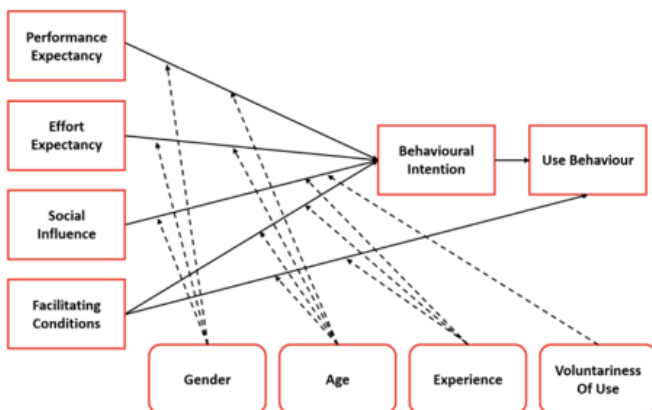 Performance
Expectancy
Effort
Expectancy
Behavioural
Intention
Use Behaviour
Social
Influence
Facilitating
Conditions
Gender
Age
Experience
Voluntariness
Of Use